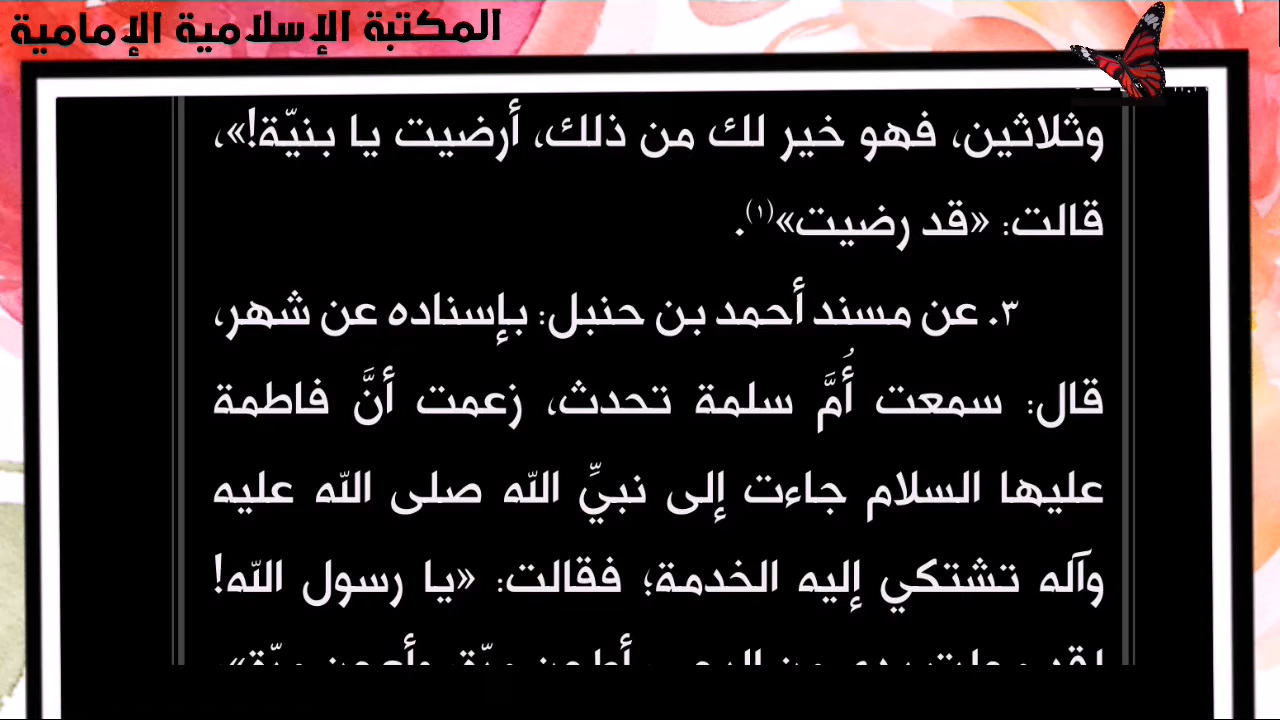 المكتبة الإسلامية الإمامية
وثلاثين، فهو خير لك من ذلك، أرضيت يا بنيّة!»،
قالت: «قد رضيت»(١).
٣. عن مسند أحمد بن حنبل: بإسناده عن شهر،
قال: سمعت أُمَّ سلمة تحدث، زعمت أنَّ فاطمة
عليها السلام جاءت إلى نبيِّ الله صلى الله عليه
وآله تشتكي إليه الخدمة؛ فقالت: «يا رسول الله!